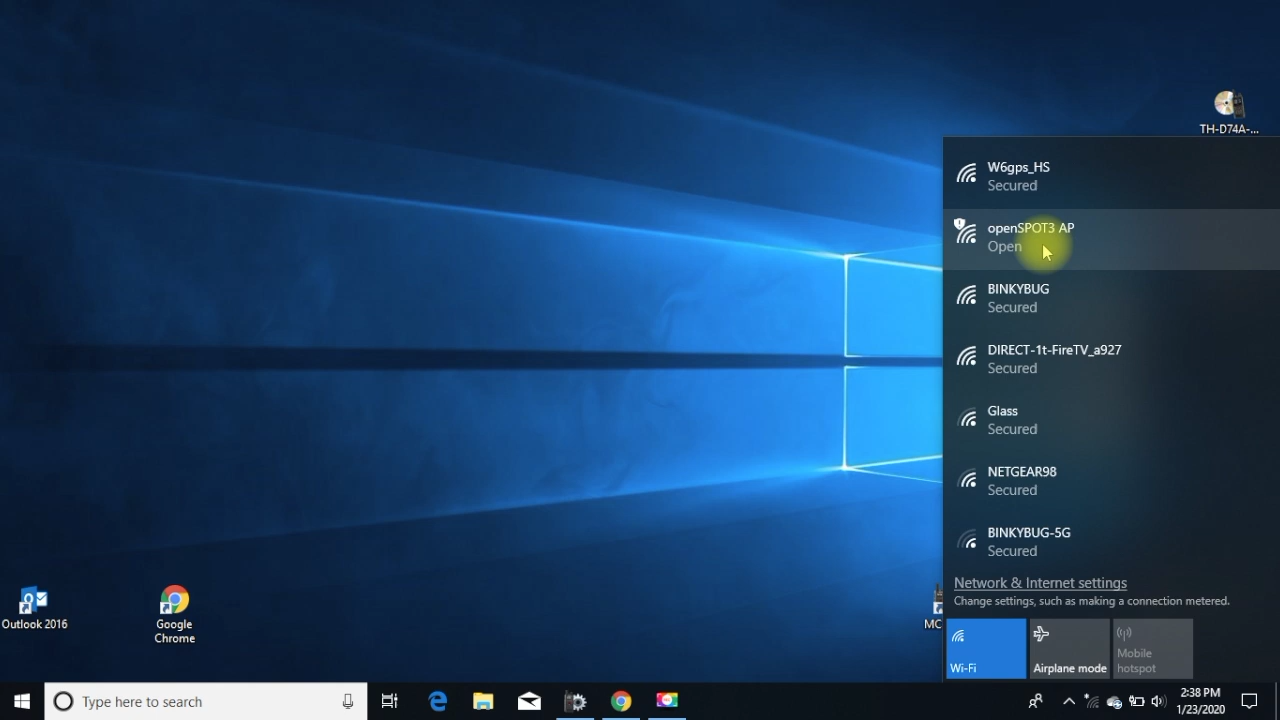 TH-D74A-...
W6gps_HS
Secured
openSPOT3 AP
Open
BINKYBUG
Secured
DIRECT-1t-FireTV_a927
Secured
Glass
Secured
NETGEAR98
Secured
BINKYBUG-5G
Secured
Network & Internet settings
Change settings, such as making a connection metered.
Wi-Fi
Airplane mode
Mobile
hotspot
Outlook 2016
Google
Chrome
MC
Type here to search
2:38 PM
1/23/2020